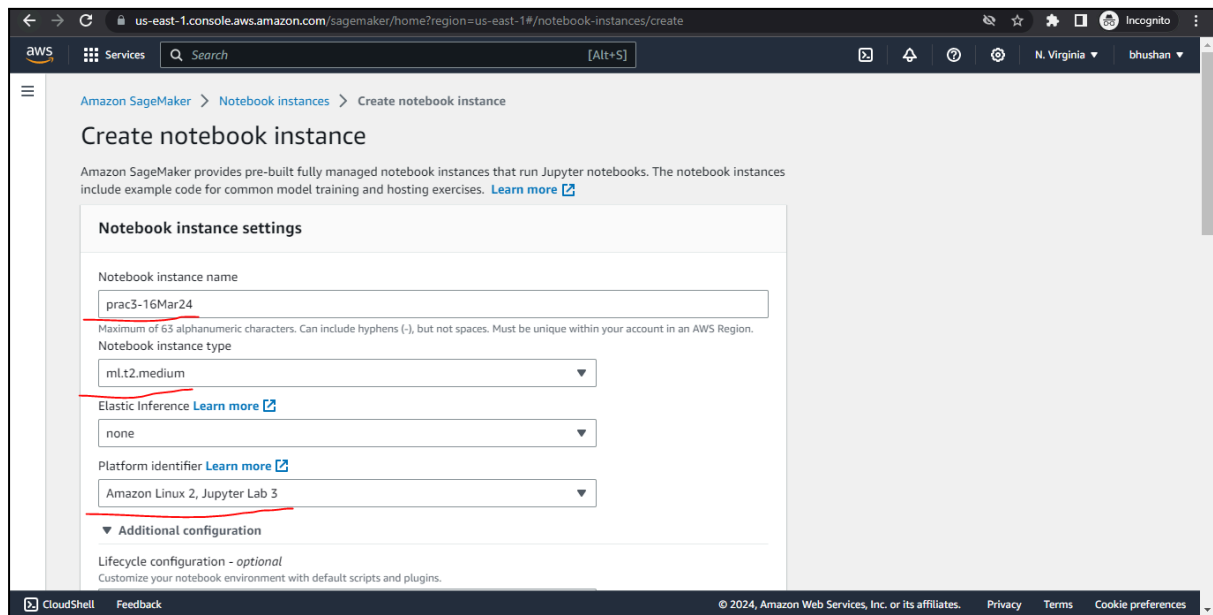 us-east-1.console.aws.amazon.com/sagemaker/home?region=us-east-1#/notebook-instances/create
Incognito
aws Services Search [Alt+S] N. Virginia bhushan
Amazon SageMaker > Notebook instances > Create notebook instance
Create notebook instance
Amazon SageMaker provides pre-built fully managed notebook instances that run Jupyter notebooks. The notebook instances
include example code for common model training and hosting exercises. Learn more
Notebook instance settings
Notebook instance name
prac3-16Mar24
Maximum of 63 alphanumeric characters. Can include hyphens (-), but not spaces. Must be unique within your account in an AWS Region.
Notebook instance type
ml.t2.medium
Elastic Inference Learn more
none
Platform identifier Learn more
Amazon Linux 2, Jupyter Lab 3
Additional configuration
Lifecycle configuration - optional
Customize your notebook environment with default scripts and plugins.
CloudShell Feedback © 2024, Amazon Web Services, Inc. or its affiliates. Privacy Terms Cookie preferences